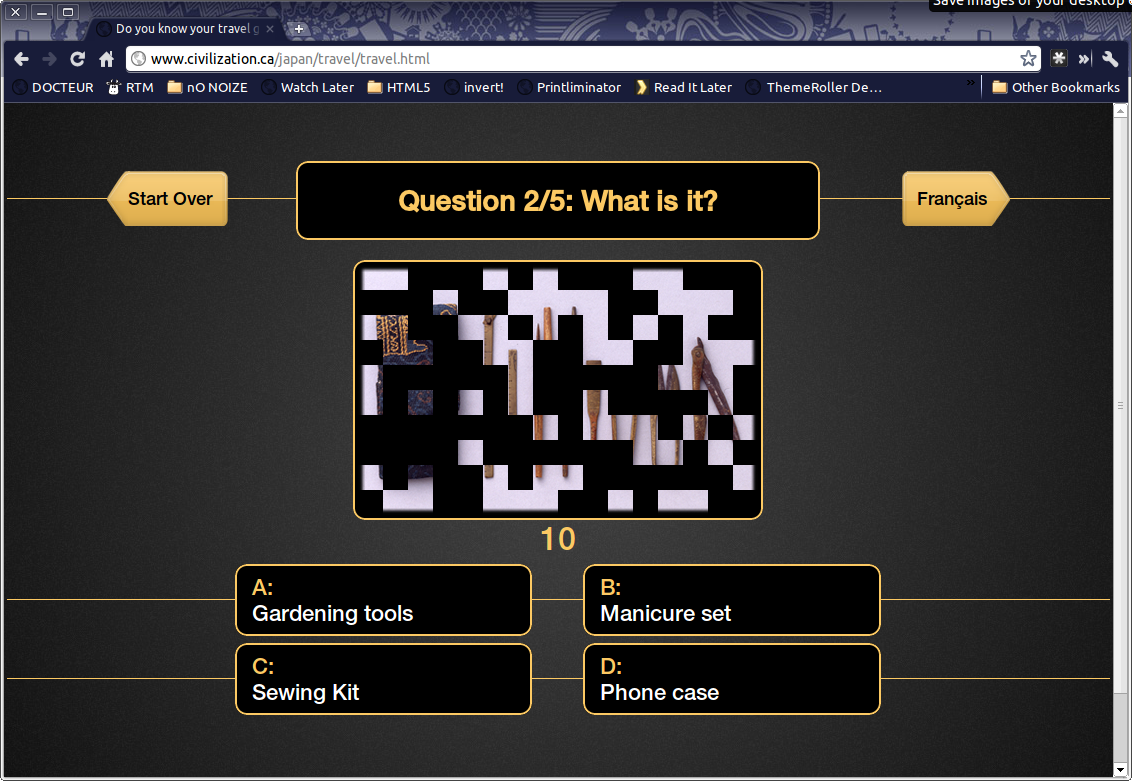 Save images of your desktop
Do you know your travel g
www.civilization.ca/japan/travel/travel.html
DOCTEUR RTM nO NOIZE Watch Later HTML5 invert! Printliminator Read It Later ThemeRoller De… Other Bookmarks
Start Over
Question 2/5: What is it?
Français
10
A:
Gardening tools
B:
Manicure set
C:
Sewing Kit
D:
Phone case